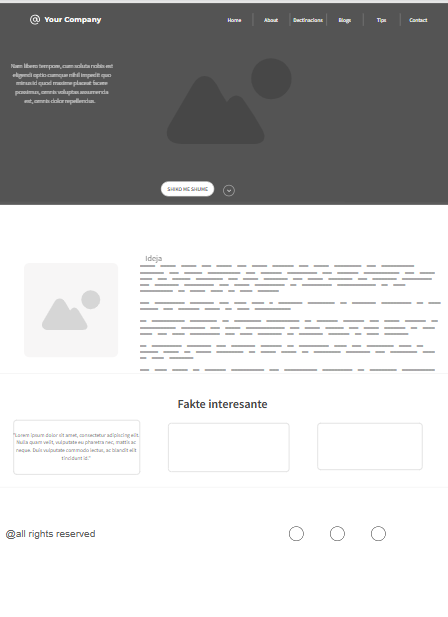 @ Your Company
Home About Dectinacions Blogs Tips Contact
Nam libero tempore, cum soluta nobis est
eligendi optio cumque nihil impedit quo
minus id quod maxime placeat facere
possimus, omnis voluptas assumenda
est, omnis dolor repellendus.
SHIKO ME SHUME
Ideja
Fakte interesante
"Lorem ipsum dolor sit amet, consectetur adipiscing elit.
Nulla quam velit, vulputate eu pharetra nec, mattis ac
neque. Duis vulputate commodo lectus, ac blandit elit
tincidunt id."
@all rights reserved